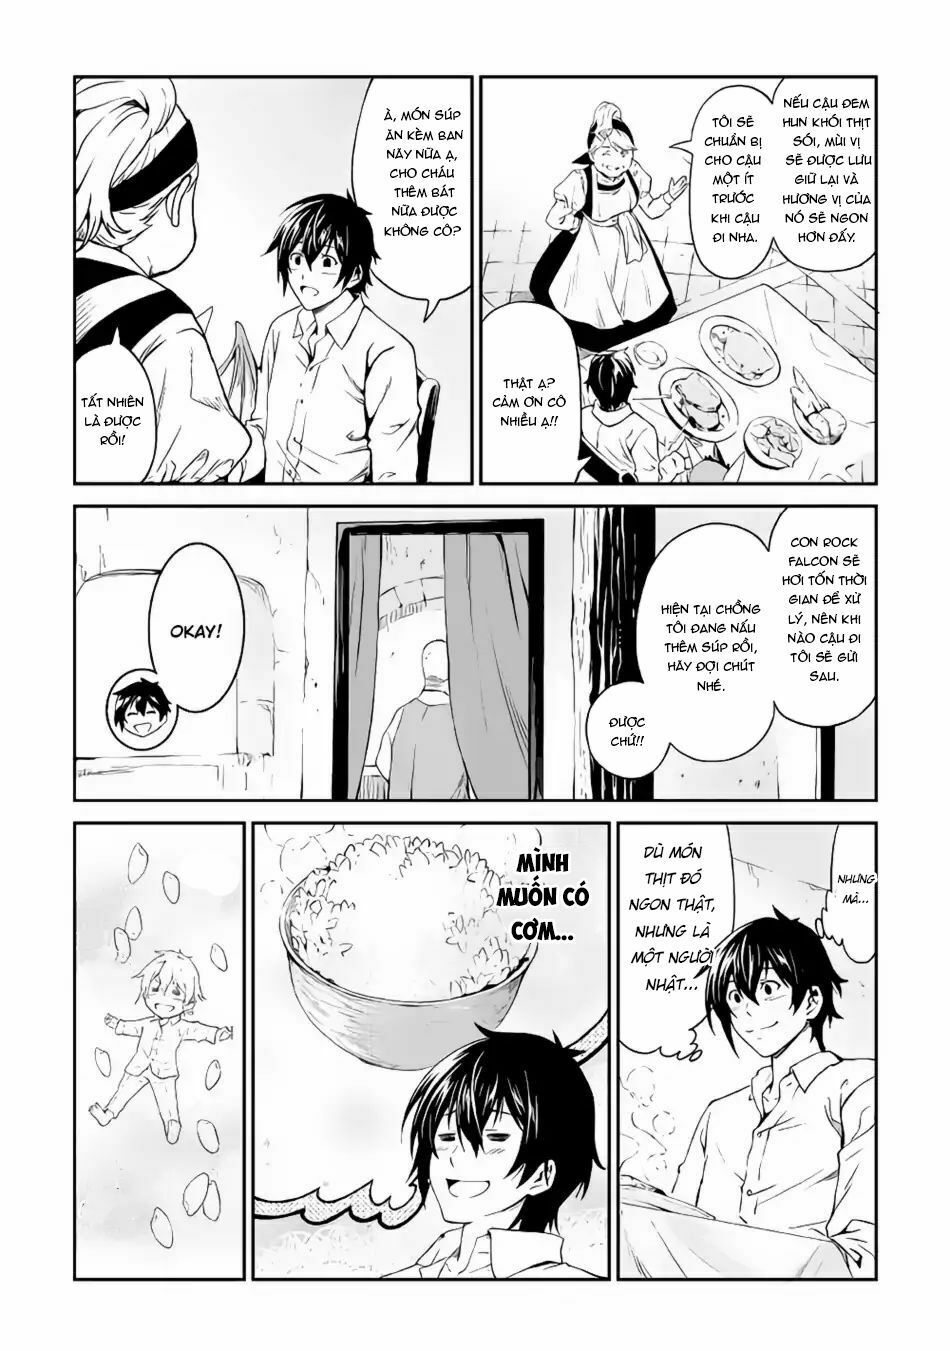 NẾU CẬU ĐEM
HUN KHÓI THỊT
SÓI, MÙI VỊ
SẼ ĐƯỢC LƯU
GIỮ LẠI VÀ
HƯƠNG VỊ CỦA
NÓ SẼ NGON
HƠN ĐẤY.
TÔI SẼ
CHUẨN BỊ
CHO CẬU
MỘT ÍT
TRƯỚC
KHI CẬU
ĐI NHA.
THẬT Ạ?
CẢM ƠN CÔ
NHIỀU Ạ!!
À, MÓN SÚP
ĂN KÈM BAN
NÃY NỮA Ạ,
CHO CHÁU
THÊM BÁT
NỮA ĐƯỢC
KHÔNG CÔ?
TẤT NHIÊN
LÀ ĐƯỢC
RỒI!
CON ROCK
FALCON SẼ
HƠI TỐN THỜI
GIAN ĐỂ XỬ
LÝ, NÊN KHI
NÀO CẬU ĐI
TÔI SẼ GỬI
SAU.
HIỆN TẠI CHỒNG
TÔI ĐANG NẤU
THÊM SÚP RỒI,
HÃY ĐỢI CHÚT
NHÉ.
ĐƯỢC
CHỨ!!
OKAY!
NHƯNG
MÀ...
DÙ MÓN
THỊT ĐÓ
NGON THẬT,
NHƯNG LÀ
MỘT NGƯỜI
NHẬT...
MÌNH
MUỐN CÓ
CƠM...